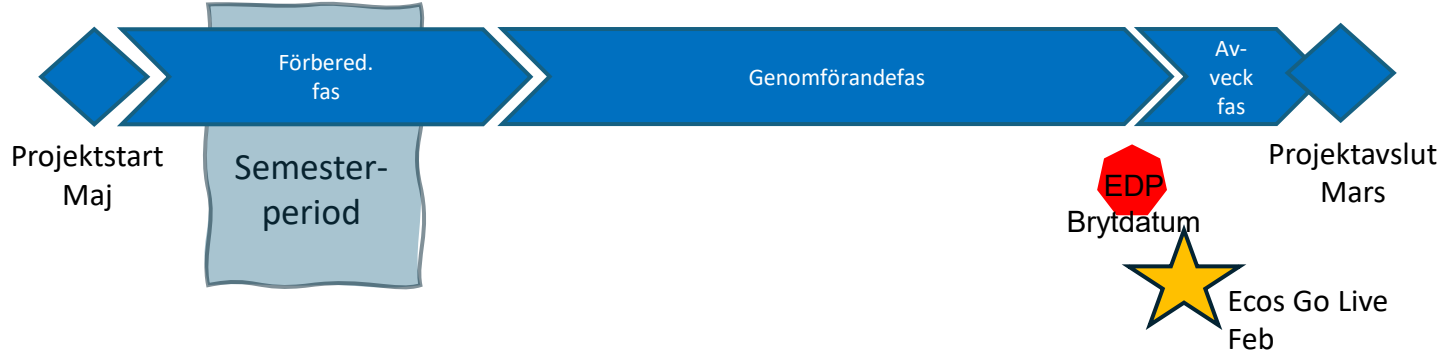 Förbered.
fas
Genomförandefas
Av-
veck
fas
Projektstart
Maj
Semester-
period
EDP
Brytdatum
Projektavslut
Mars
Ecos Go Live
Feb